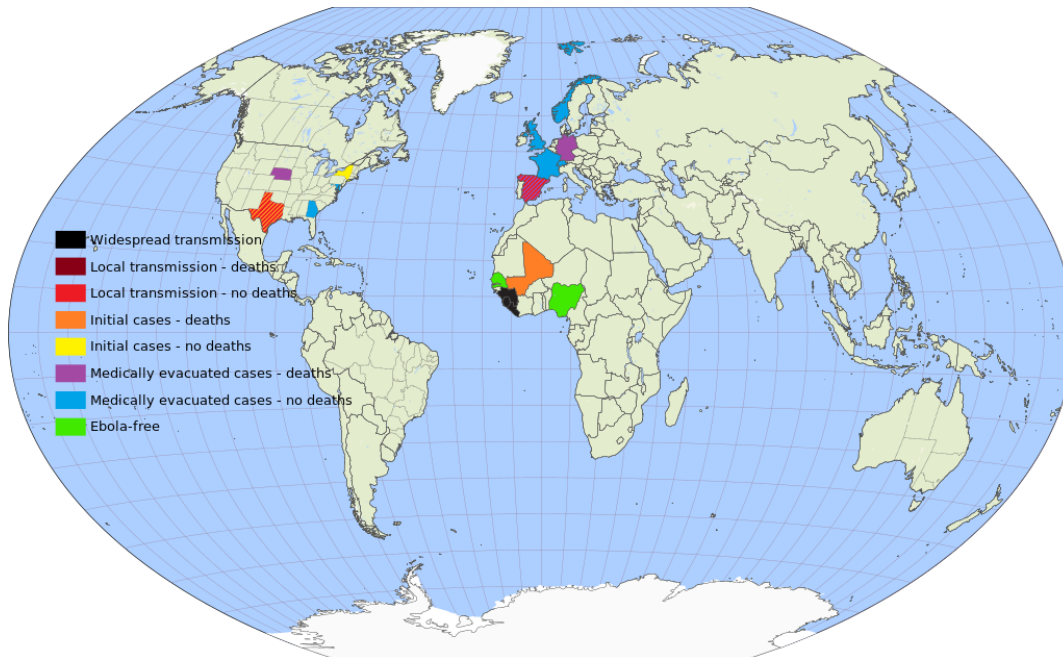 Widespread transmission
Local transmission - deaths
Local transmission - no deaths
Initial cases - deaths
Initial cases - no deaths
Medically evacuated cases - deaths
Medically evacuated cases - no deaths
Ebola-free